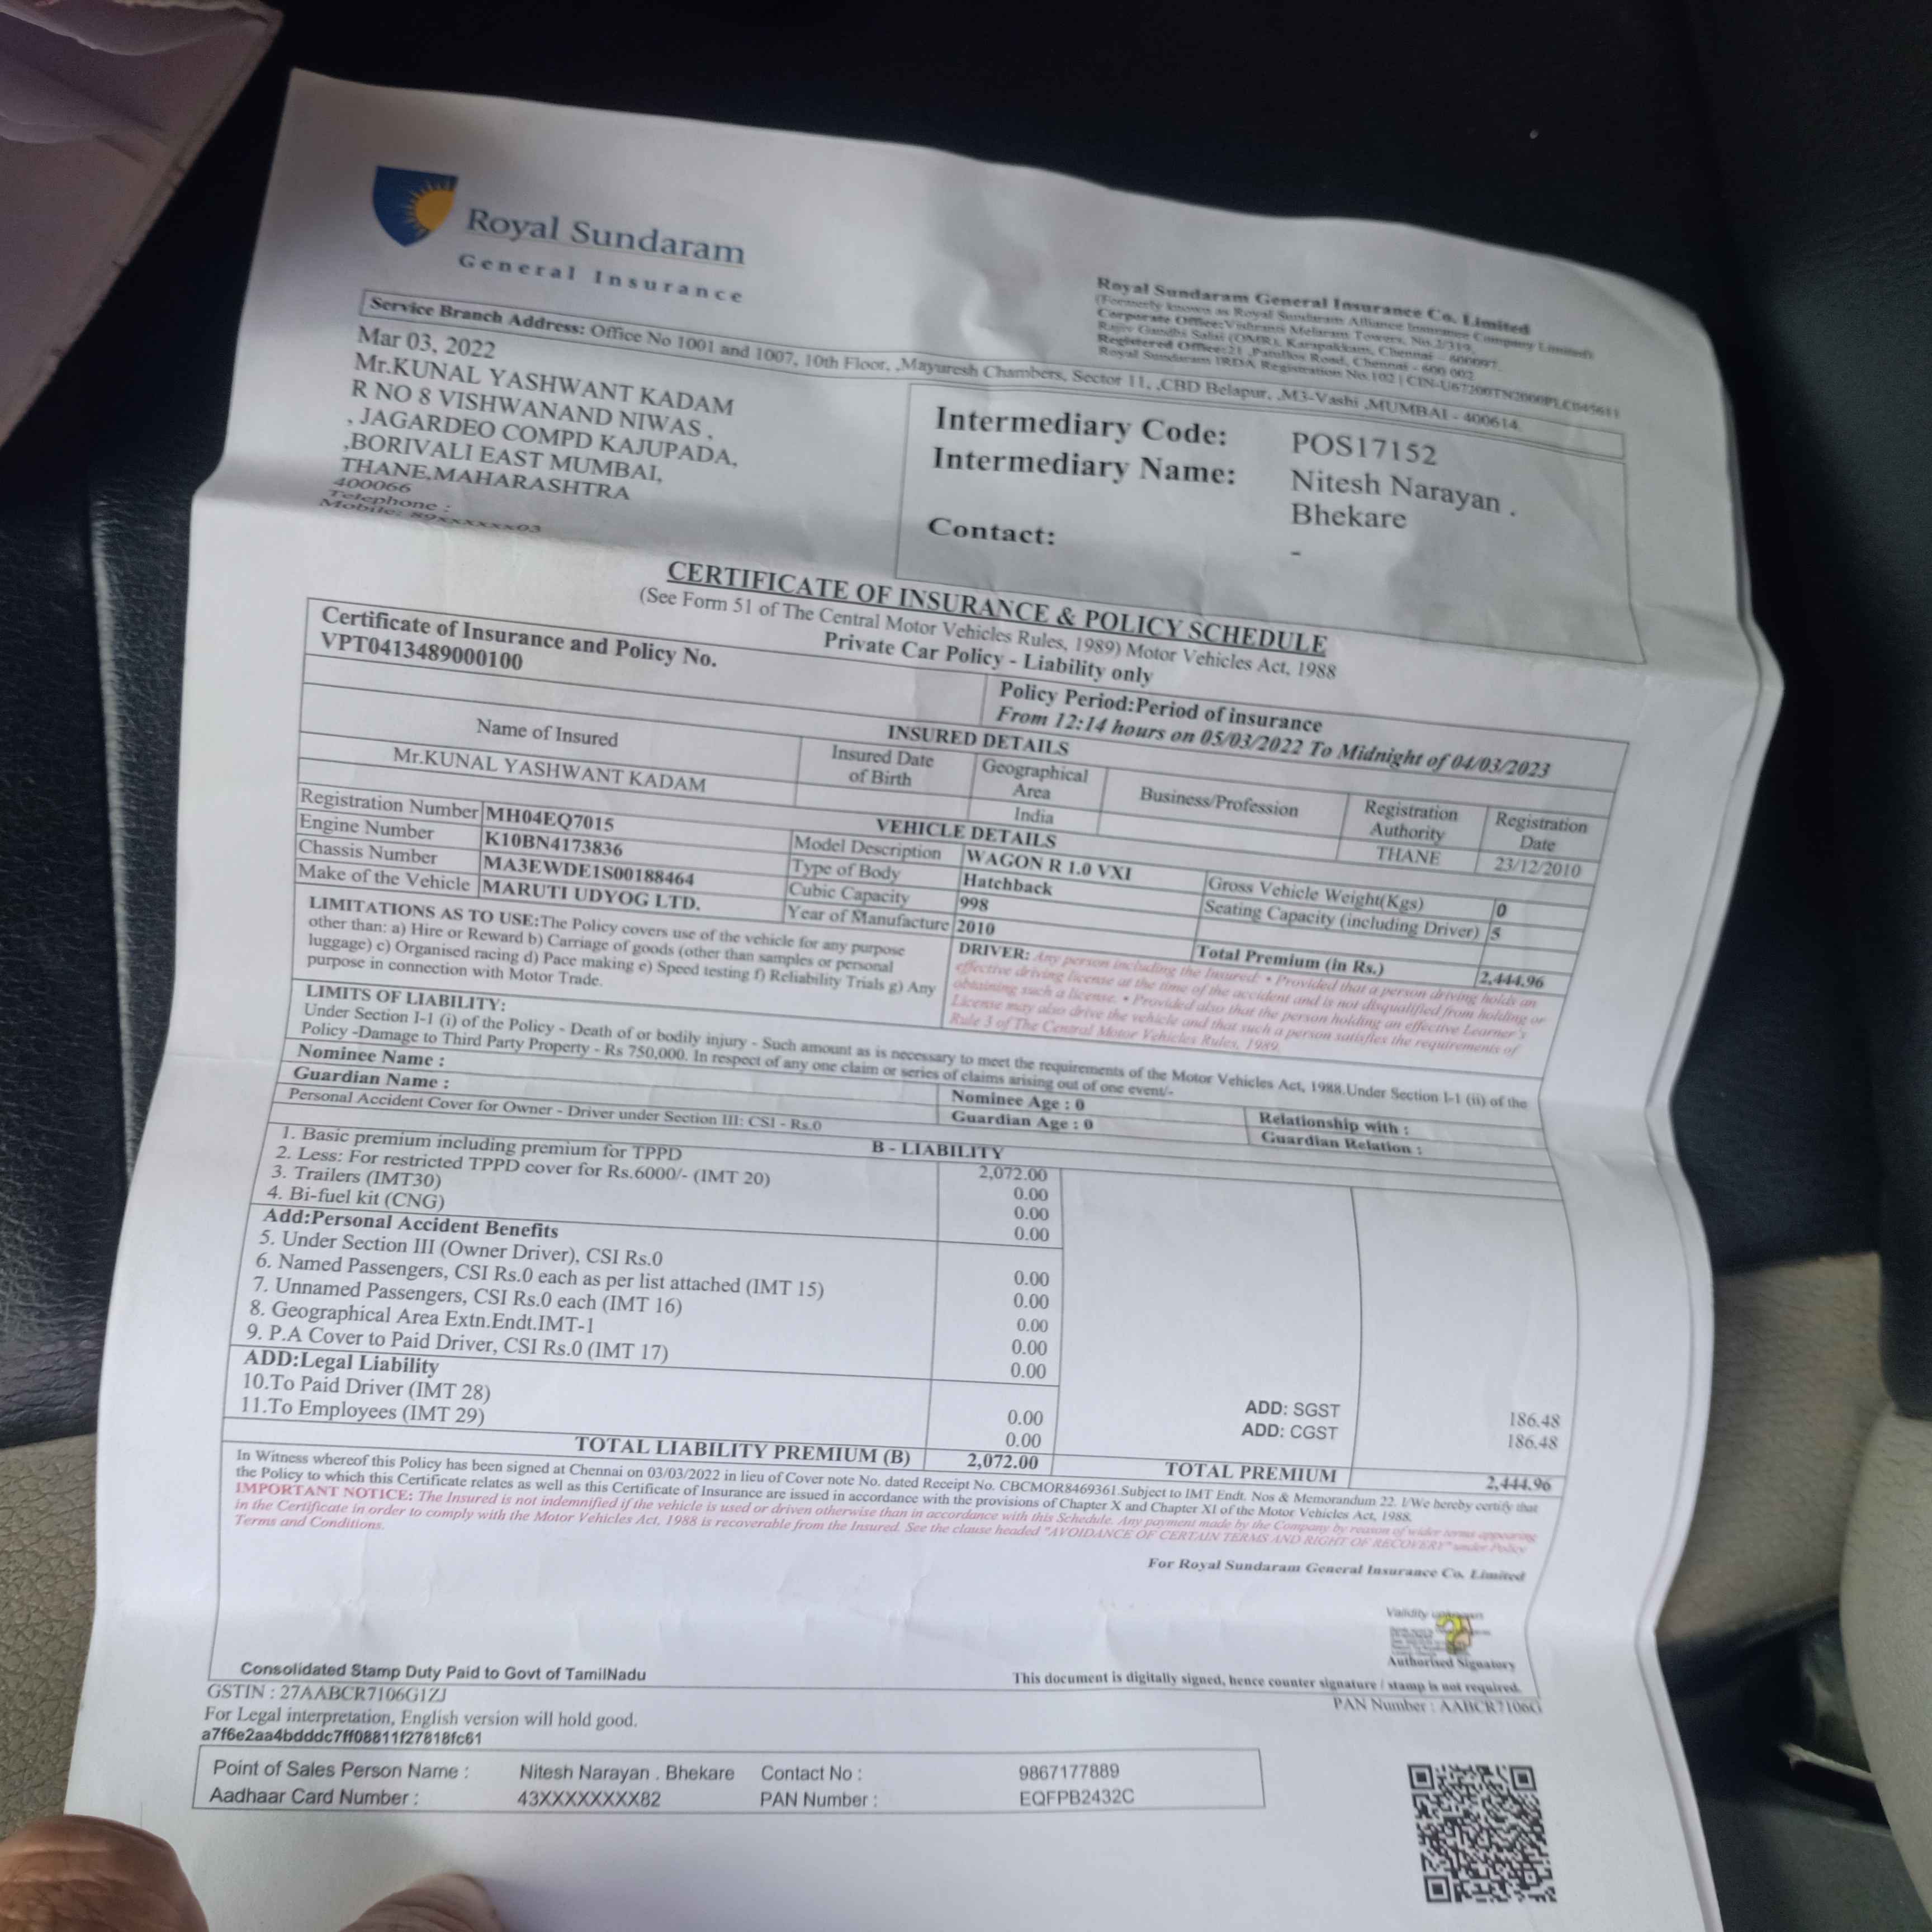 Royal Sundaram
General Insurance
Royal Sundaram General Insurance Co. Limited
(Formerly known as Royal Sundaram Alliance Insurance Company Limited)
Corporate Office:Vishranti Melaram Towers, No.2/319,
Rajiv Gandhi Salai (OMR), Karapakkam, Chennai - 600097.
Registered Office:21 ,Patullos Road, Chennai - 600 002
Royal Sundaram IRDA Registration No.102 | CIN-U67200TN2000PLC045611
Service Branch Address: Office No 1001 and 1007, 10th Floor, ,Mayuresh Chambers, Sector 11, ,CBD Belapur, ,M3-Vashi ,MUMBAI - 400614.
Mar 03, 2022
Mr.KUNAL YASHWANT KADAM
R NO 8 VISHWANAND NIWAS ,
, JAGARDEO COMPD KAJUPADA,
,BORIVALI EAST MUMBAI,
THANE,MAHARASHTRA
400066
Telephone :
Mobile: 89xxxxxx03
Intermediary Code: POS17152
Intermediary Name: Nitesh Narayan .
Bhekare
Contact: -
CERTIFICATE OF INSURANCE & POLICY SCHEDULE
(See Form 51 of The Central Motor Vehicles Rules, 1989) Motor Vehicles Act, 1988
Private Car Policy - Liability only
Certificate of Insurance and Policy No.
VPT0413489000100
Policy Period:Period of insurance
From 12:14 hours on 05/03/2022 To Midnight of 04/03/2023
INSURED DETAILS
Name of Insured Insured Date of Birth Geographical Area Business/Profession Registration Authority Registration Date
Mr.KUNAL YASHWANT KADAM India THANE 23/12/2010
VEHICLE DETAILS
Registration Number MH04EQ7015 Model Description WAGON R 1.0 VXI Gross Vehicle Weight(Kgs) 0
Engine Number K10BN4173836 Type of Body Hatchback Seating Capacity (including Driver) 5
Chassis Number MA3EWDE1S00188464 Cubic Capacity 998
Make of the Vehicle MARUTI UDYOG LTD. Year of Manufacture 2010 Total Premium (in Rs.) 2,444.96
LIMITATIONS AS TO USE:The Policy covers use of the vehicle for any purpose
other than: a) Hire or Reward b) Carriage of goods (other than samples or personal
luggage) c) Organised racing d) Pace making e) Speed testing f) Reliability Trials g) Any
purpose in connection with Motor Trade.
DRIVER: Any person including the Insured: • Provided that a person driving holds an
effective driving license at the time of the accident and is not disqualified from holding or
obtaining such a license. • Provided also that the person holding an effective Learner's
License may also drive the vehicle and that such a person satisfies the requirements of
Rule 3 of The Central Motor Vehicles Rules, 1989.
LIMITS OF LIABILITY:
Under Section I-1 (i) of the Policy - Death of or bodily injury - Such amount as is necessary to meet the requirements of the Motor Vehicles Act, 1988.Under Section I-1 (ii) of the
Policy -Damage to Third Party Property - Rs 750,000. In respect of any one claim or series of claims arising out of one event/-
Nominee Name : Nominee Age : 0 Relationship with :
Guardian Name : Guardian Age : 0 Guardian Relation :
Personal Accident Cover for Owner - Driver under Section III: CSI - Rs.0
B - LIABILITY
1. Basic premium including premium for TPPD 2,072.00
2. Less: For restricted TPPD cover for Rs.6000/- (IMT 20) 0.00
3. Trailers (IMT30) 0.00
4. Bi-fuel kit (CNG) 0.00
Add:Personal Accident Benefits
5. Under Section III (Owner Driver), CSI Rs.0 0.00
6. Named Passengers, CSI Rs.0 each as per list attached (IMT 15) 0.00
7. Unnamed Passengers, CSI Rs.0 each (IMT 16) 0.00
8. Geographical Area Extn.Endt.IMT-1 0.00
9. P.A Cover to Paid Driver, CSI Rs.0 (IMT 17) 0.00
ADD:Legal Liability
10.To Paid Driver (IMT 28) 0.00 ADD: SGST 186.48
11.To Employees (IMT 29) 0.00 ADD: CGST 186.48
TOTAL LIABILITY PREMIUM (B) 2,072.00 TOTAL PREMIUM 2,444.96
In Witness whereof this Policy has been signed at Chennai on 03/03/2022 in lieu of Cover note No. dated Receipt No. CBCMOR8469361.Subject to IMT Endt. Nos & Memorandum 22. I/We hereby certify that
the Policy to which this Certificate relates as well as this Certificate of Insurance are issued in accordance with the provisions of Chapter X and Chapter XI of the Motor Vehicles Act, 1988.
IMPORTANT NOTICE: The Insured is not indemnified if the vehicle is used or driven otherwise than in accordance with this Schedule. Any payment made by the Company by reason of wider terms appearing
in the Certificate in order to comply with the Motor Vehicles Act, 1988 is recoverable from the Insured. See the clause headed "AVOIDANCE OF CERTAIN TERMS AND RIGHT OF RECOVERY" under Policy
Terms and Conditions.
For Royal Sundaram General Insurance Co. Limited
Validity unknown
Authorised Signatory
Consolidated Stamp Duty Paid to Govt of TamilNadu
This document is digitally signed, hence counter signature / stamp is not required.
GSTIN : 27AABCR7106G1ZJ
PAN Number : AABCR7106G
For Legal interpretation, English version will hold good.
a7f6e2aa4bdddc7ff08811f27818fc61
Point of Sales Person Name : Nitesh Narayan . Bhekare Contact No : 9867177889
Aadhaar Card Number : 43XXXXXXXX82 PAN Number : EQFPB2432C